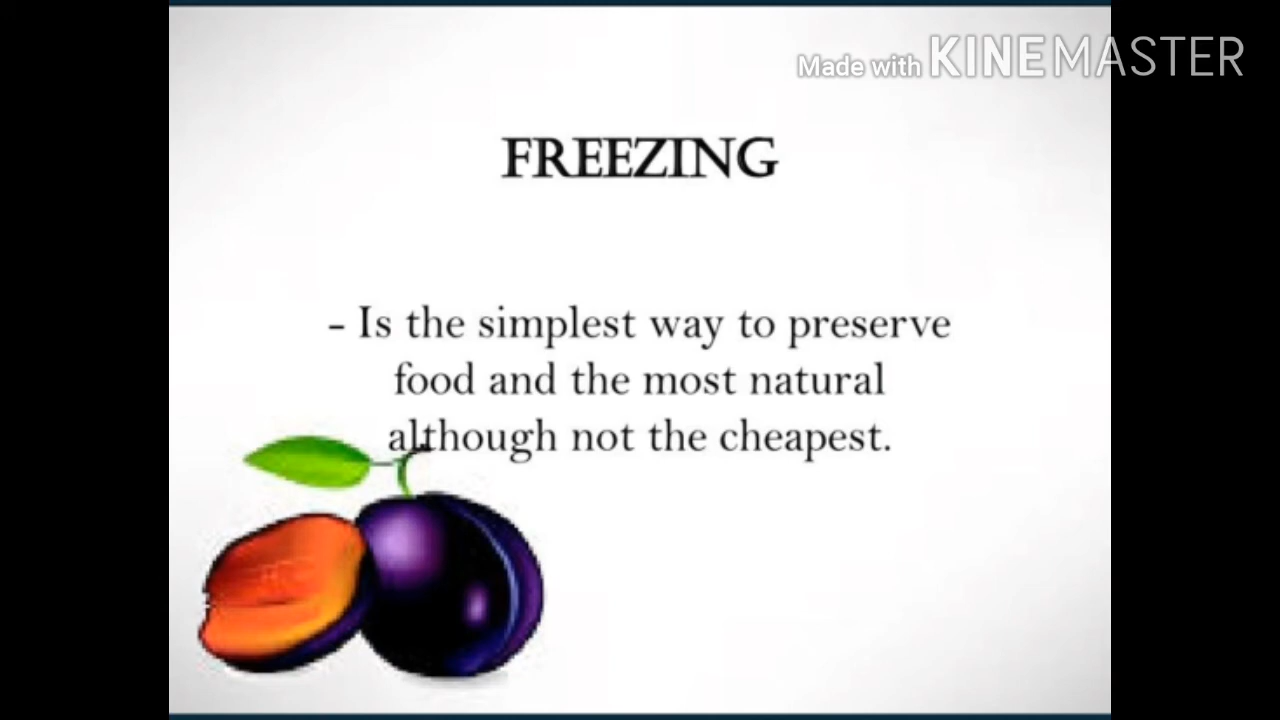 Made with KINEMASTER
FREEZING
- Is the simplest way to preserve
food and the most natural
although not the cheapest.